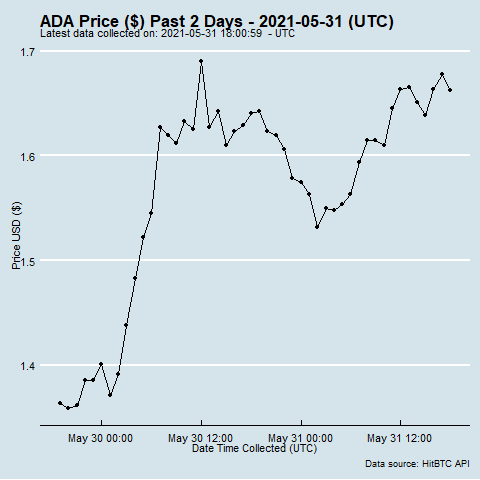 ADA Price ($) Past 2 Days - 2021-05-31 (UTC)
Latest data collected on: 2021-05-31 18:00:59  - UTC
1.7
1.6
1.5
1.4
Price USD ($)
May 30 00:00 May 30 12:00 May 31 00:00 May 31 12:00
Date Time Collected (UTC)
Data source: HitBTC API